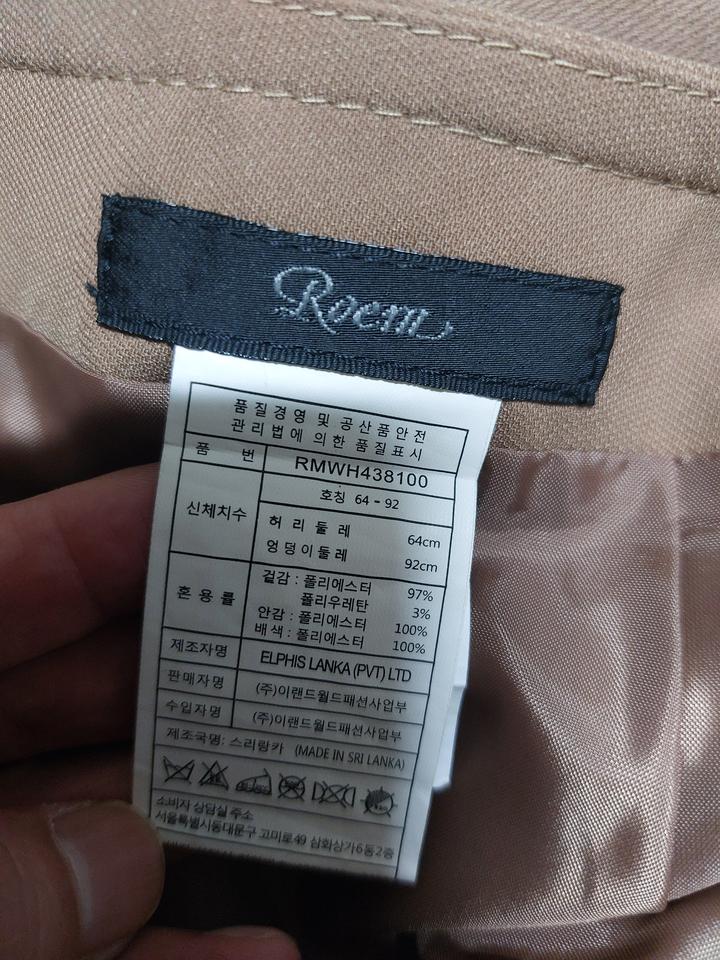 Roem
품질경영 및 공산품안전
관리법에 의한 품질표시
품 번 RMWH438100
신체치수 호칭 64 - 92
허리둘레 64cm
엉덩이둘레 92cm
혼용률 겉감 : 폴리에스터 97%
폴리우레탄 3%
안감 : 폴리에스터 100%
배색 : 폴리에스터 100%
제조자명 ELPHIS LANKA (PVT) LTD
판매자명 (주)이랜드월드패션사업부
수입자명 (주)이랜드월드패션사업부
제조국명: 스리랑카 (MADE IN SRI LANKA)
소비자 상담실 주소
서울특별시동대문구 고미로49 삼화상가6동2층